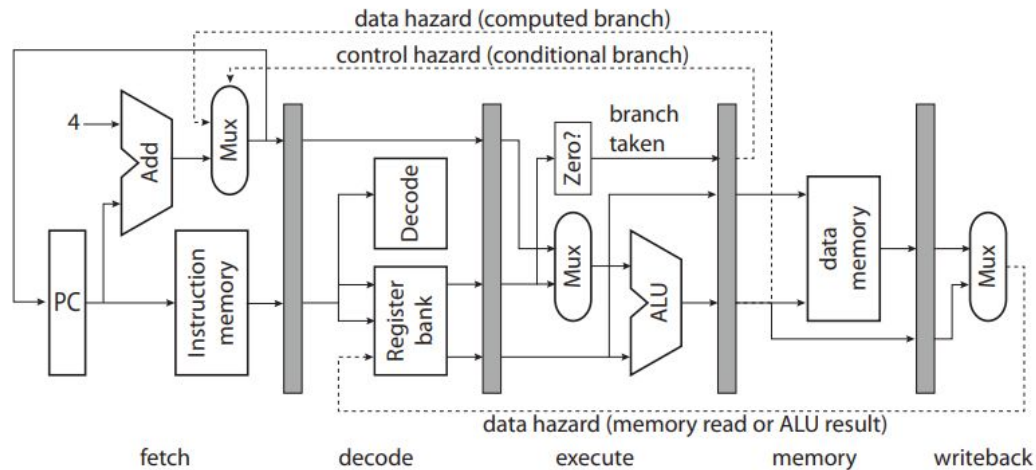 data hazard (computed branch)
control hazard (conditional branch)
4
Add
Mux
branch
taken
Zero?
Decode
Mux
data
memory
Mux
PC
Instruction
memory
Register
bank
ALU
data hazard (memory read or ALU result)
fetch
decode
execute
memory
writeback